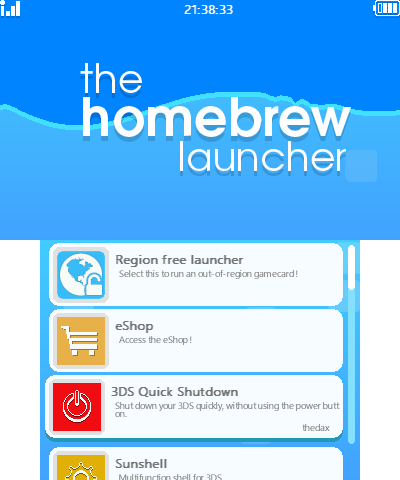 21:38:33
the
homebrew
launcher
Region free launcher
Select this to run an out-of-region gamecard!
eShop
Access the eShop!
3DS Quick Shutdown
Shut down your 3DS quickly, without using the power butt
on.
thedax
Sunshell
Multifunction shell for 3DS